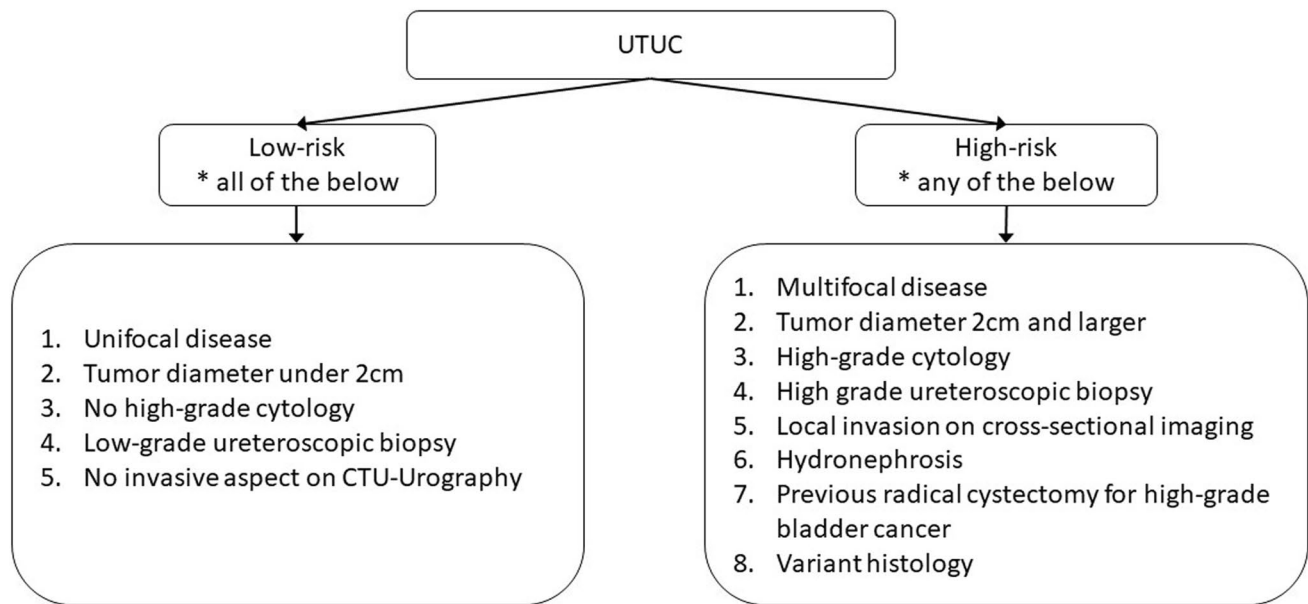 UTUC
Low-risk
* all of the below
High-risk
* any of the below
1. Unifocal disease
2. Tumor diameter under 2cm
3. No high-grade cytology
4. Low-grade ureteroscopic biopsy
5. No invasive aspect on CTU-Urography
1. Multifocal disease
2. Tumor diameter 2cm and larger
3. High-grade cytology
4. High grade ureteroscopic biopsy
5. Local invasion on cross-sectional imaging
6. Hydronephrosis
7. Previous radical cystectomy for high-grade
bladder cancer
8. Variant histology